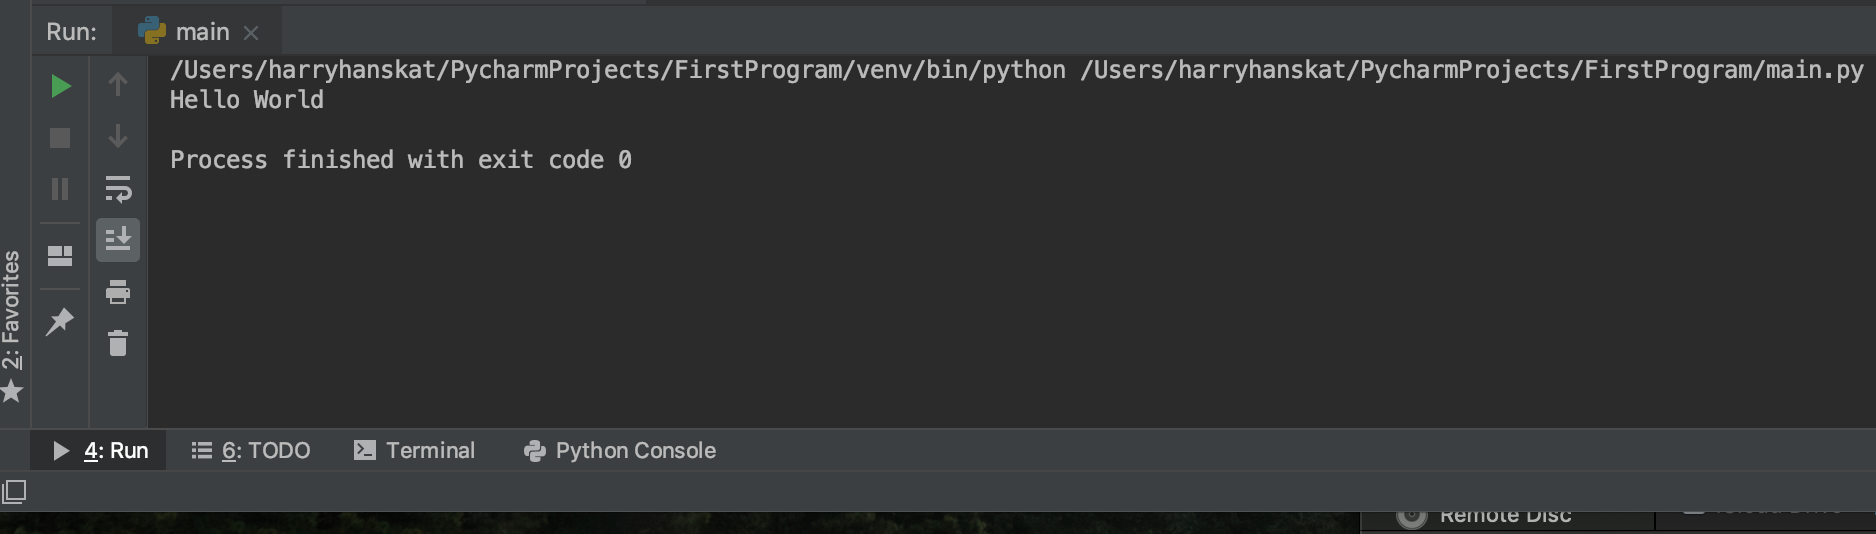 Run: main
/Users/harryhanskat/PycharmProjects/FirstProgram/venv/bin/python /Users/harryhanskat/PycharmProjects/FirstProgram/main.py
Hello World
Process finished with exit code 0
2: Favorites
4: Run 6: TODO Terminal Python Console
Remote Disc